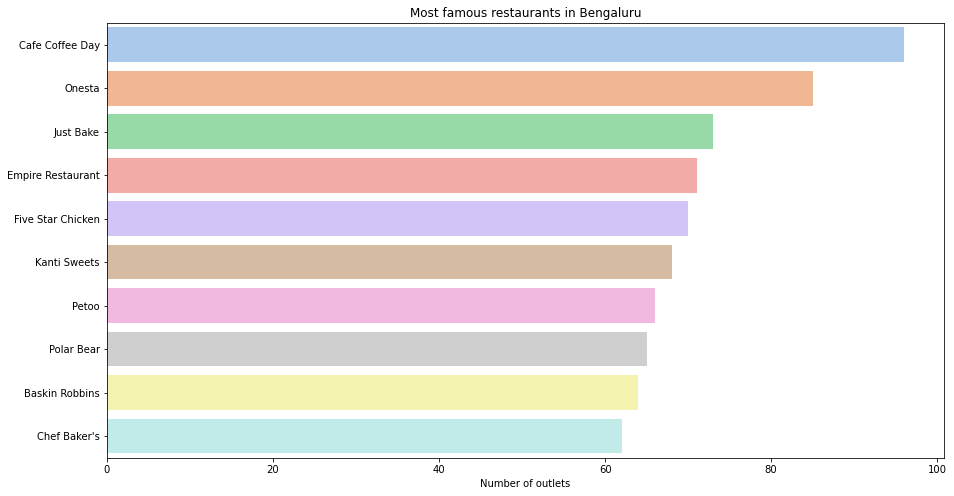 Most famous restaurants in Bengaluru
Cafe Coffee Day
Onesta
Just Bake
Empire Restaurant
Five Star Chicken
Kanti Sweets
Petoo
Polar Bear
Baskin Robbins
Chef Baker's
0 20 40 60 80 100
Number of outlets